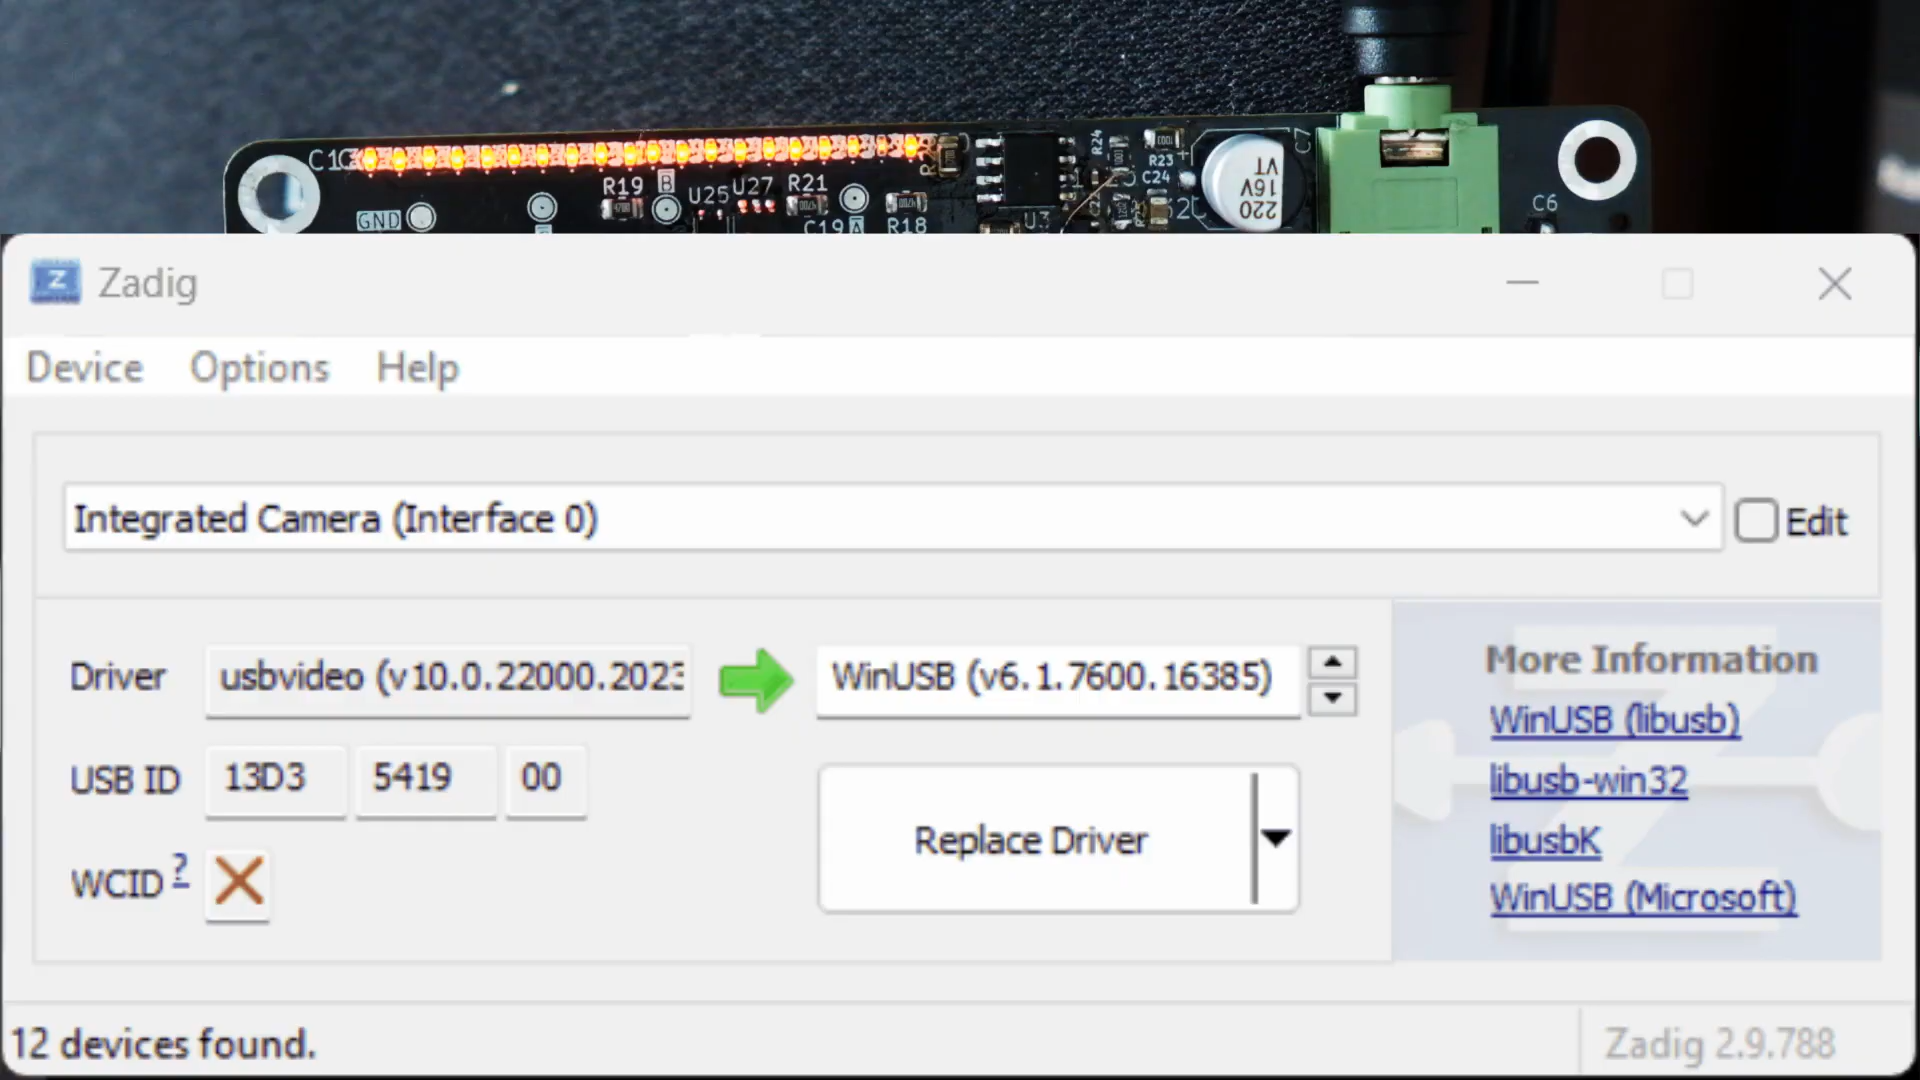 R24
C7
R23
C24
VT
16V
220
R19
B
U25
U27
R21
GND
C19
A
R18
U3
C6
Zadig
Device Options Help
Integrated Camera (Interface 0)
Edit
Driver usbvideo (v10.0.22000.2023 WinUSB (v6.1.7600.16385)
USB ID 13D3 5419 00
WCID ?
Replace Driver
More Information
WinUSB (libusb)
libusb-win32
libusbK
WinUSB (Microsoft)
12 devices found.
Zadig 2.9.788